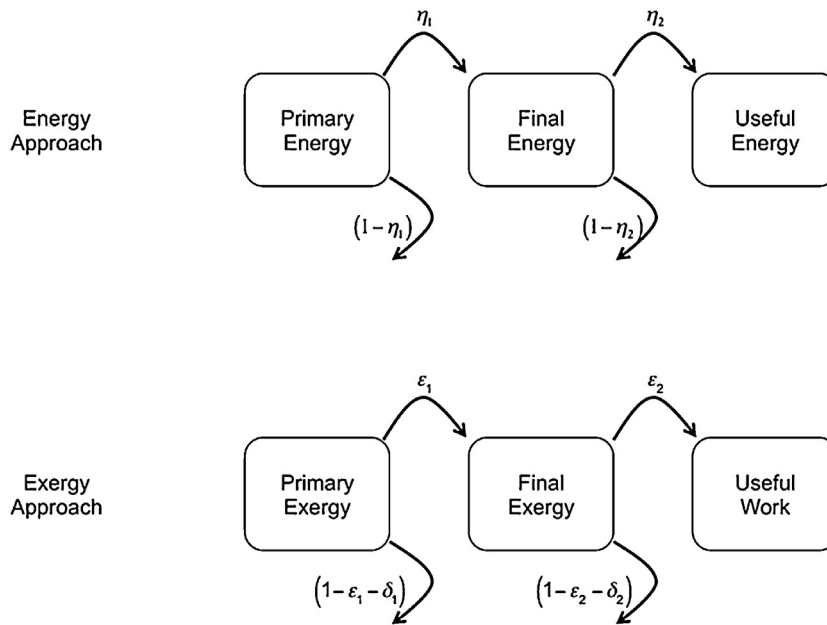 η₁
η₂
Energy
Approach
Primary
Energy
Final
Energy
Useful
Energy
(1 − η₁)
(1 − η₂)
ε₁
ε₂
Exergy
Approach
Primary
Exergy
Final
Exergy
Useful
Work
(1 − ε₁ − δ₁)
(1 − ε₂ − δ₂)